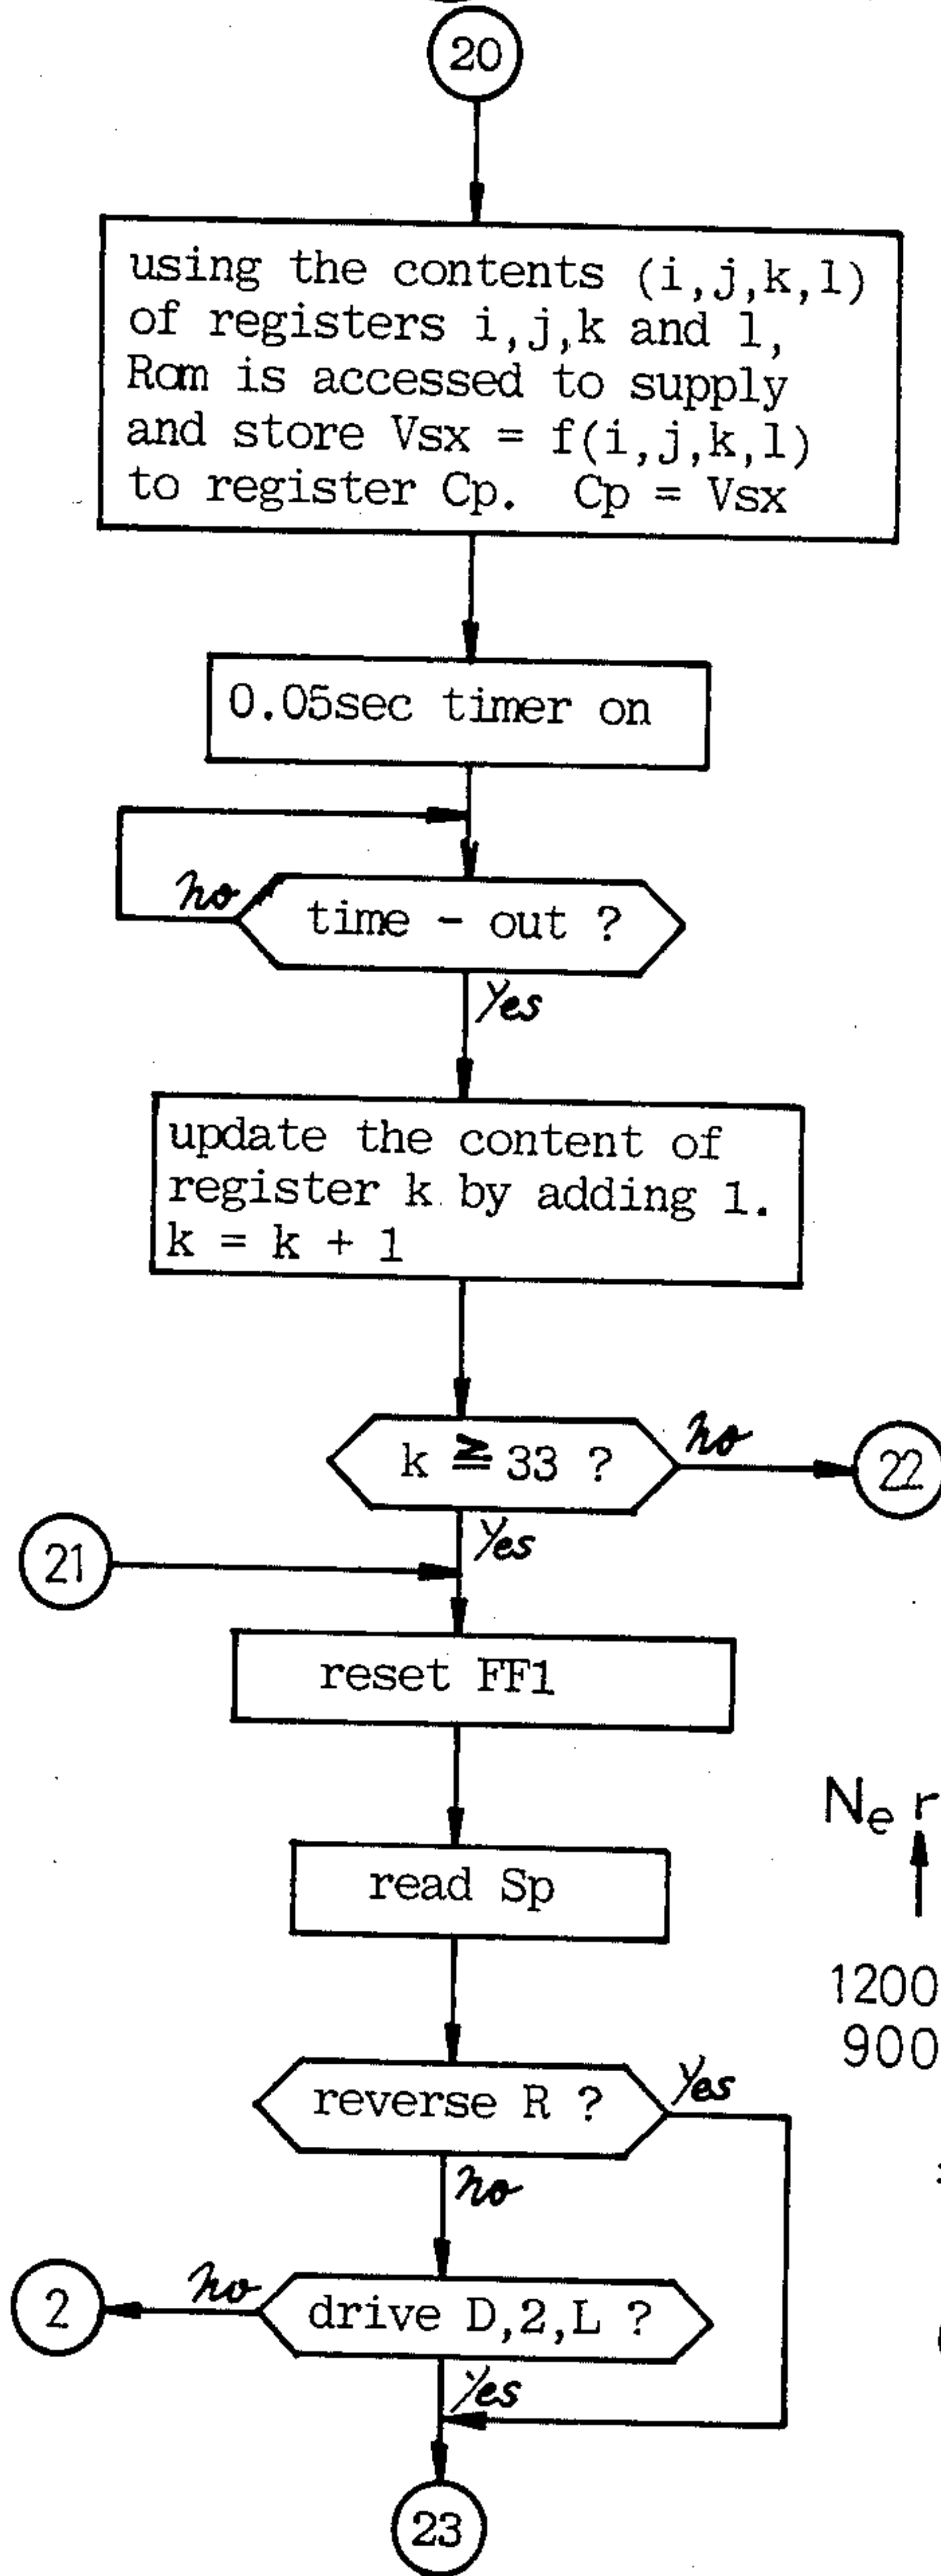 20
using the contents (i,j,k,l)
of registers i,j,k and l,
Rom is accessed to supply
and store Vsx = f(i,j,k,l)
to register Cp. Cp = Vsx
0.05sec timer on
no
time - out ?
Yes
update the content of
register k by adding 1.
k = k + 1
k ≧ 33 ?
no
22
Yes
21
reset FF1
Ne r
read Sp
1200
900
reverse R ?
Yes
no
2
no
drive D,2,L ?
Yes
23